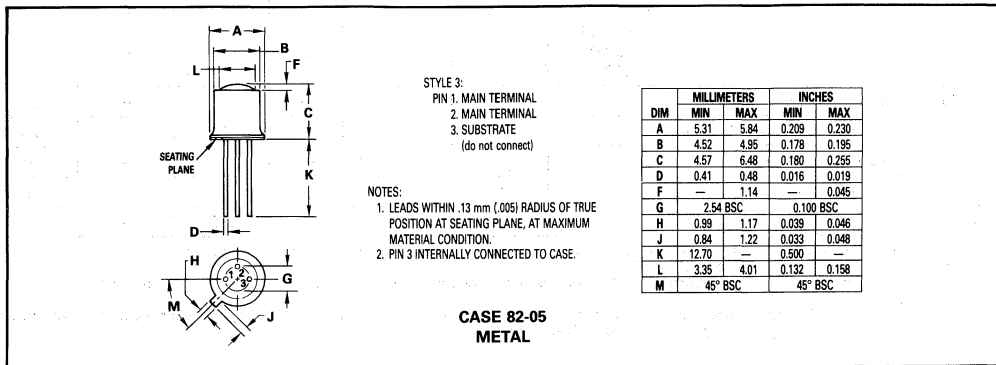 A
B
F
L
C
SEATING
PLANE
K
D
H
1 2 3
G
M
J
STYLE 3:
PIN 1. MAIN TERMINAL
2. MAIN TERMINAL
3. SUBSTRATE
(do not connect)
NOTES:
1. LEADS WITHIN .13 mm (.005) RADIUS OF TRUE
POSITION AT SEATING PLANE, AT MAXIMUM
MATERIAL CONDITION.
2. PIN 3 INTERNALLY CONNECTED TO CASE.
CASE 82-05
METAL
MILLIMETERS INCHES
DIM MIN MAX MIN MAX
A 5.31 5.84 0.209 0.230
B 4.52 4.95 0.178 0.195
C 4.57 6.48 0.180 0.255
D 0.41 0.48 0.016 0.019
F — 1.14 — 0.045
G 2.54 BSC 0.100 BSC
H 0.99 1.17 0.039 0.046
J 0.84 1.22 0.033 0.048
K 12.70 — 0.500 —
L 3.35 4.01 0.132 0.158
M 45° BSC 45° BSC